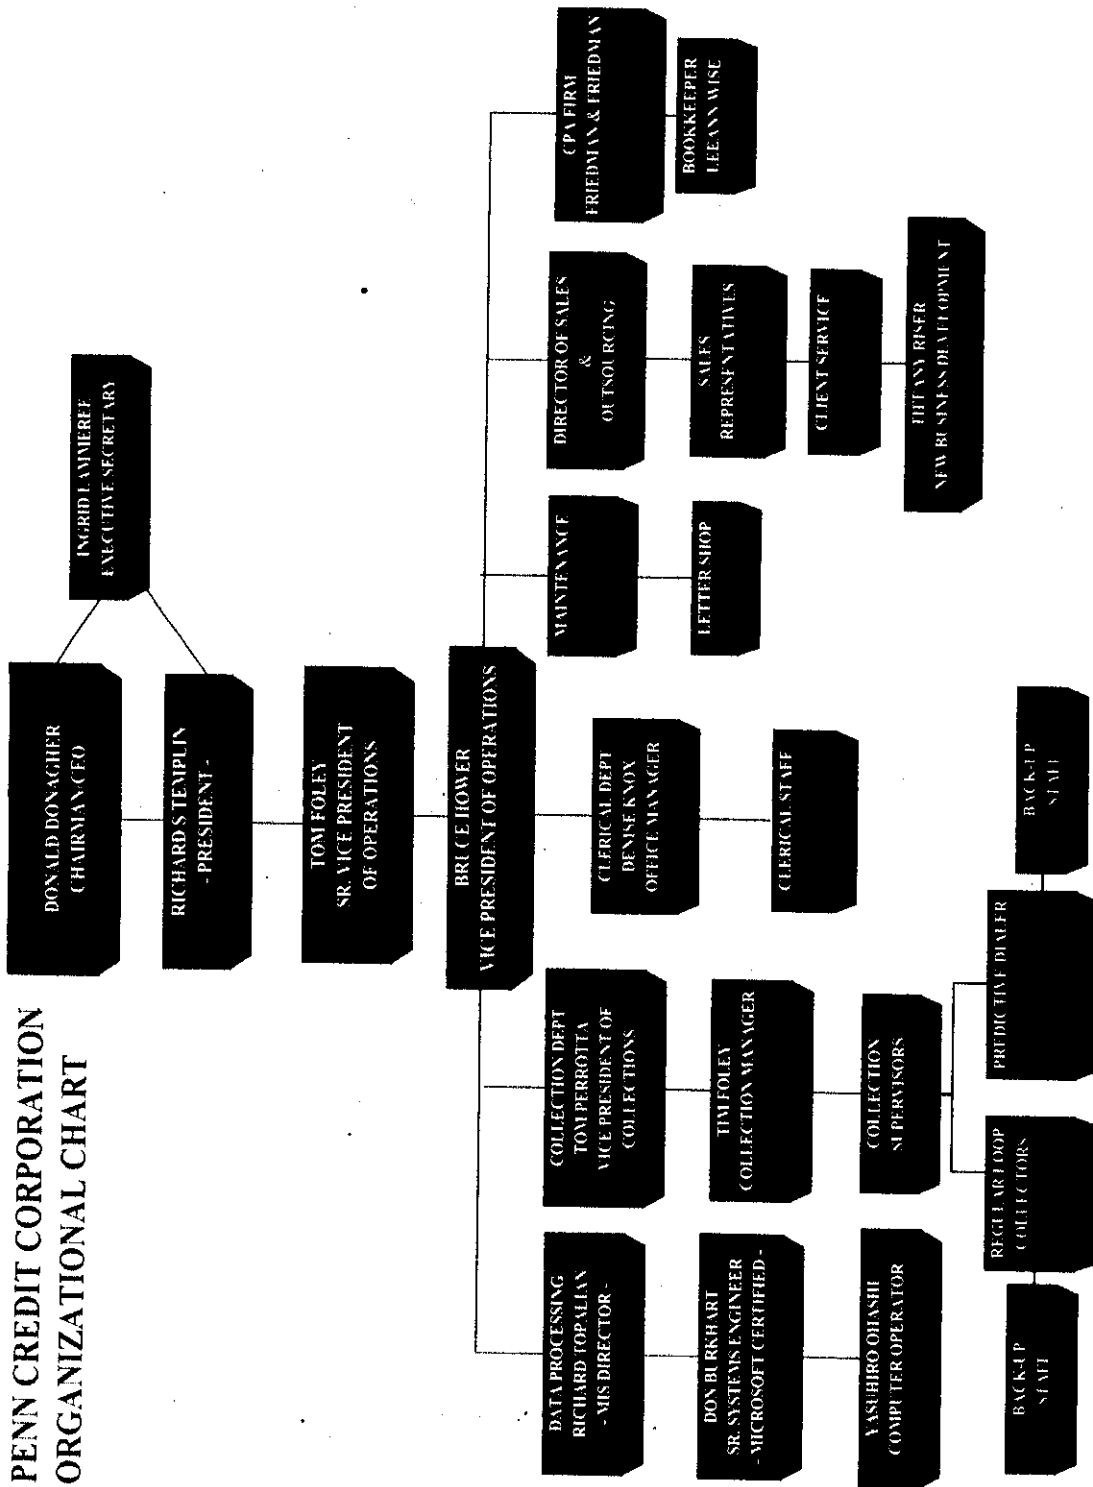 PENN CREDIT CORPORATION
ORGANIZATIONAL CHART
DONALD DONAGHER
CHAIRMAN/CEO
INGRID LAMMEREE
EXECUTIVE SECRETARY
RICHARD S TEMPLIN
- PRESIDENT -
TOM FOLEY
SR. VICE PRESIDENT
OF OPERATIONS
BRUCE HOWER
VICE PRESIDENT OF OPERATIONS
DATA PROCESSING
RICHARD TOPALIAN
- MIS DIRECTOR -
DON BURKHART
SR. SYSTEMS ENGINEER
- MICROSOFT CERTIFIED -
YASUHIRO OHASHI
COMPUTER OPERATOR
COLLECTION DEPT
TOM PERROTTA
VICE PRESIDENT OF
COLLECTIONS
TIM FOLEY
COLLECTION MANAGER
COLLECTION
SUPERVISORS
REGULAR LOOP
COLLECTORS
BACK-UP
STAFF
PREDICTIVE DIALER
BACK-UP
STAFF
CLERICAL DEPT
DENISE KNOX
OFFICE MANAGER
CLERICAL STAFF
MAINTENANCE
LETTER SHOP
DIRECTOR OF SALES
&
OUTSOURCING
SALES
REPRESENTATIVES
CLIENT SERVICE
TIFFANY RISER
NEW BUSINESS DEVELOPMENT
CPA FIRM
FRIEDMAN & FRIEDMAN
BOOKKEEPER
LEEANN WISE